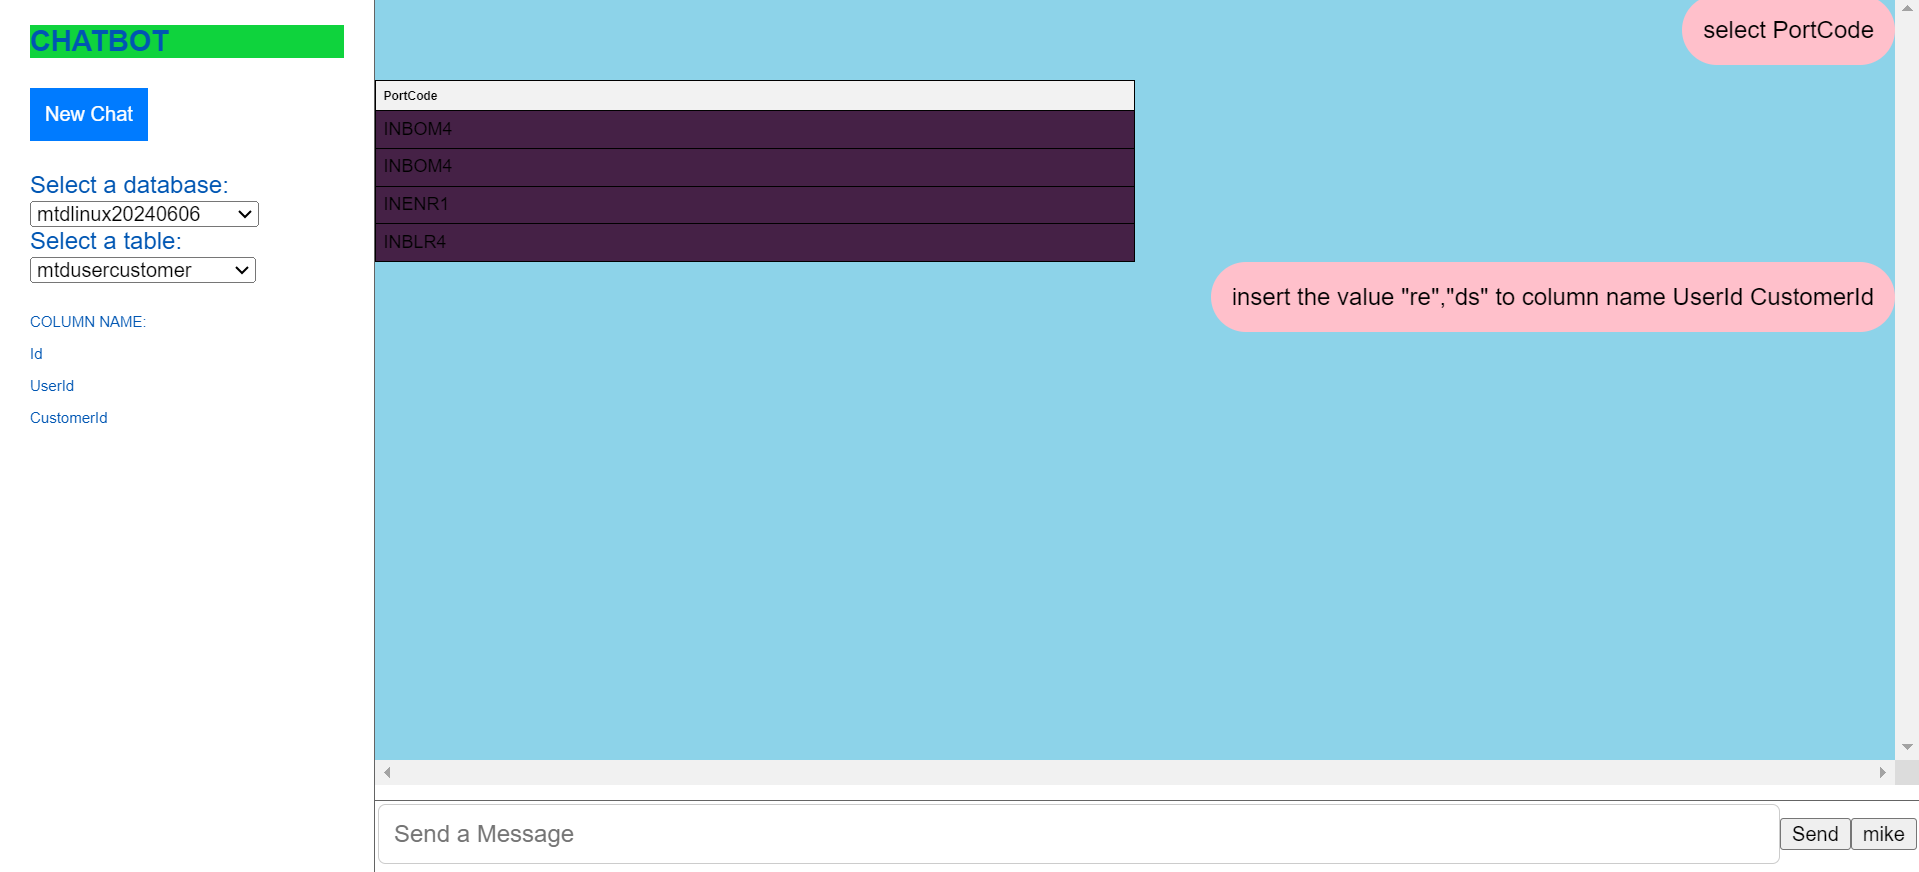 CHATBOT
New Chat
Select a database:
mtdlinux20240606
Select a table:
mtdusercustomer
COLUMN NAME:
Id
UserId
CustomerId
select PortCode
PortCode
INBOM4
INBOM4
INENR1
INBLR4
insert the value "re","ds" to column name UserId CustomerId
Send a Message
Send
mike